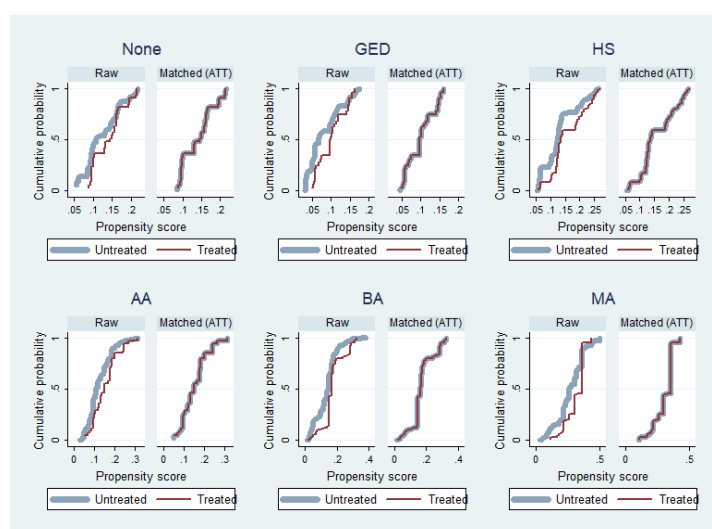 None GED HS
Raw Matched (ATT) Raw Matched (ATT) Raw Matched (ATT)
Cumulative probability Cumulative probability Cumulative probability
1 1 1
.5 .5 .5
0 0 0
.05 .1 .15 .2 .05 .1 .15 .2 .05 .1 .15 .2 .05 .1 .15 .2 .05 .1 .15 .2 .25 .05 .1 .15 .2 .25
Propensity score Propensity score Propensity score
Untreated Treated Untreated Treated Untreated Treated
AA BA MA
Raw Matched (ATT) Raw Matched (ATT) Raw Matched (ATT)
Cumulative probability Cumulative probability Cumulative probability
1 1 1
.5 .5 .5
0 0 0
0 .1 .2 .3 0 .1 .2 .3 0 .2 .4 0 .2 .4 0 .5 0 .5
Propensity score Propensity score Propensity score
Untreated Treated Untreated Treated Untreated Treated